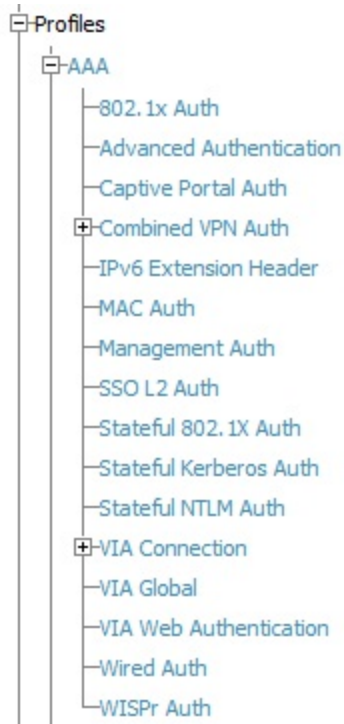 Profiles
AAA
802.1x Auth
Advanced Authentication
Captive Portal Auth
Combined VPN Auth
IPv6 Extension Header
MAC Auth
Management Auth
SSO L2 Auth
Stateful 802.1X Auth
Stateful Kerberos Auth
Stateful NTLM Auth
VIA Connection
VIA Global
VIA Web Authentication
Wired Auth
WISPr Auth